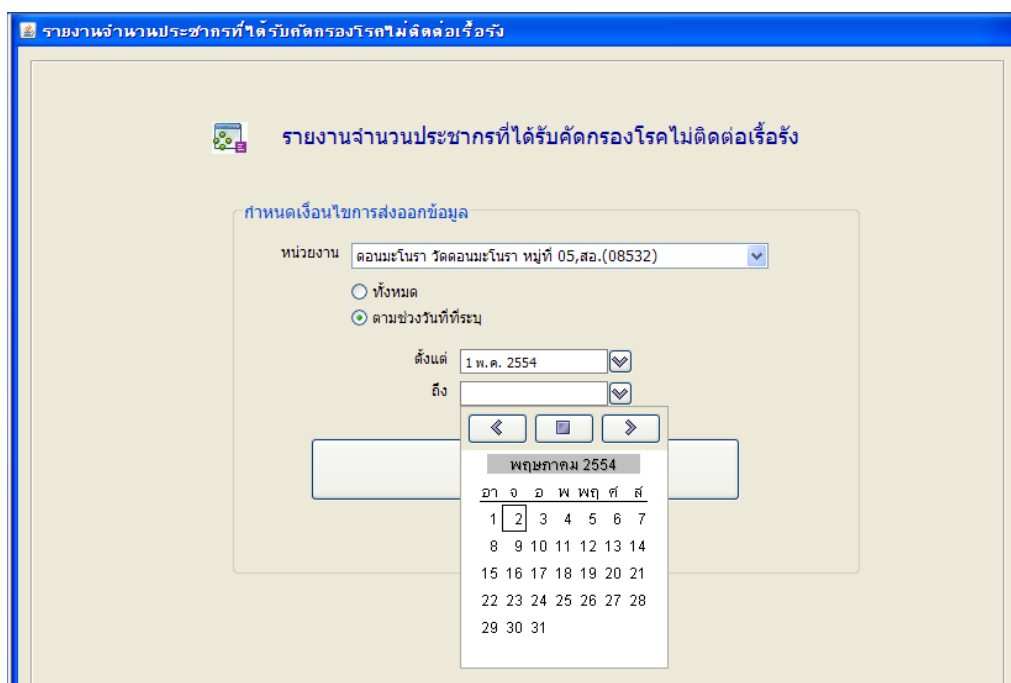 รายงานจำนวนประชากรที่ได้รับคัดกรองโรคไม่ติดต่อเรื้อรัง
รายงานจำนวนประชากรที่ได้รับคัดกรองโรคไม่ติดต่อเรื้อรัง
กำหนดเงื่อนไขการส่งออกข้อมูล
หน่วยงาน ดอนมะโนรา วัดดอนมะโนรา หมู่ที่ 05,สอ.(08532)
ทั้งหมด
ตามช่วงวันที่ที่ระบุ
ตั้งแต่ 1 พ.ค. 2554
ถึง
พฤษภาคม 2554
อา จ อ พ พฤ ศ ส
1 2 3 4 5 6 7
8 9 10 11 12 13 14
15 16 17 18 19 20 21
22 23 24 25 26 27 28
29 30 31